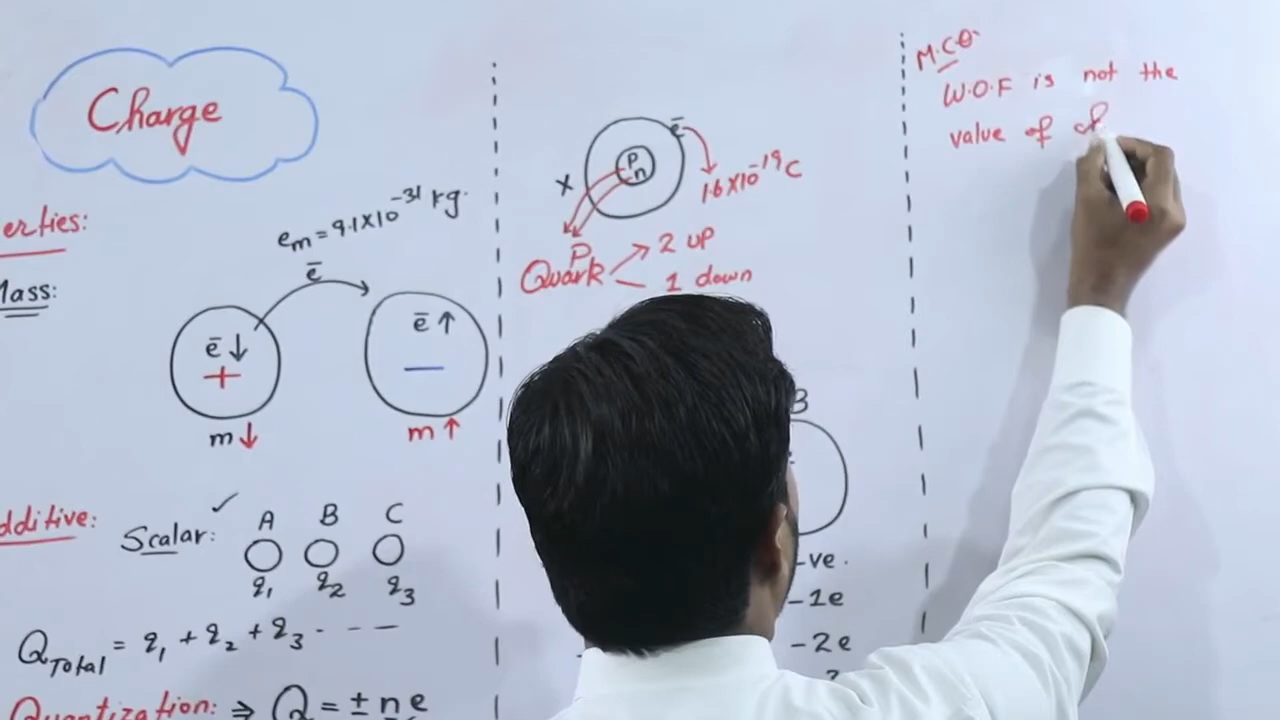 Charge
erties:
Mass:
em = 9.1×10⁻³¹ kg.
ē
ē↓
+
m↓
ē↑
−
m↑
dditive:
Scalar: ✓
A B C
q₁ q₂ q₃
QTotal = q₁ + q₂ + q₃ - - - -
Quantization: ⇒ Q = ± n e
ē
P
n
x
1.6×10⁻¹⁹C
P
Quark
2 up
1 down
B
-ve.
-1e
-2e
M.C.Q.
W.O.F is not the
value of